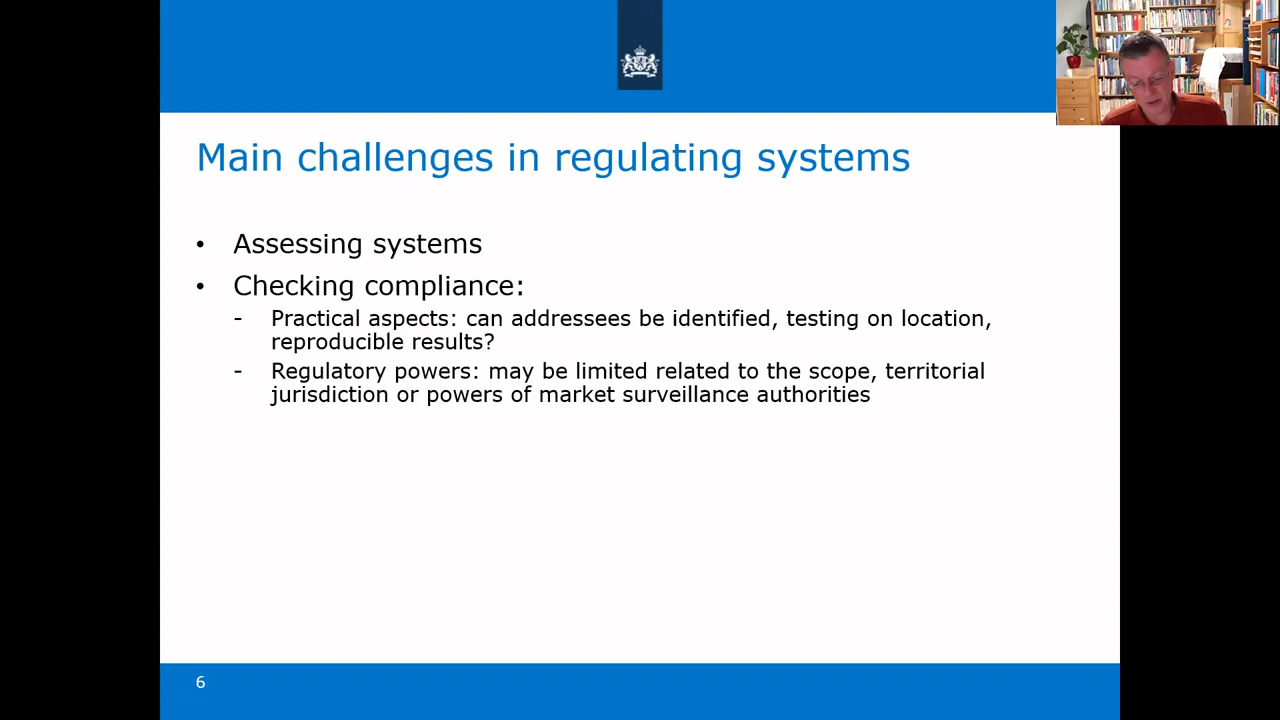 Main challenges in regulating systems
• Assessing systems
• Checking compliance:
- Practical aspects: can addressees be identified, testing on location,
reproducible results?
- Regulatory powers: may be limited related to the scope, territorial
jurisdiction or powers of market surveillance authorities
6